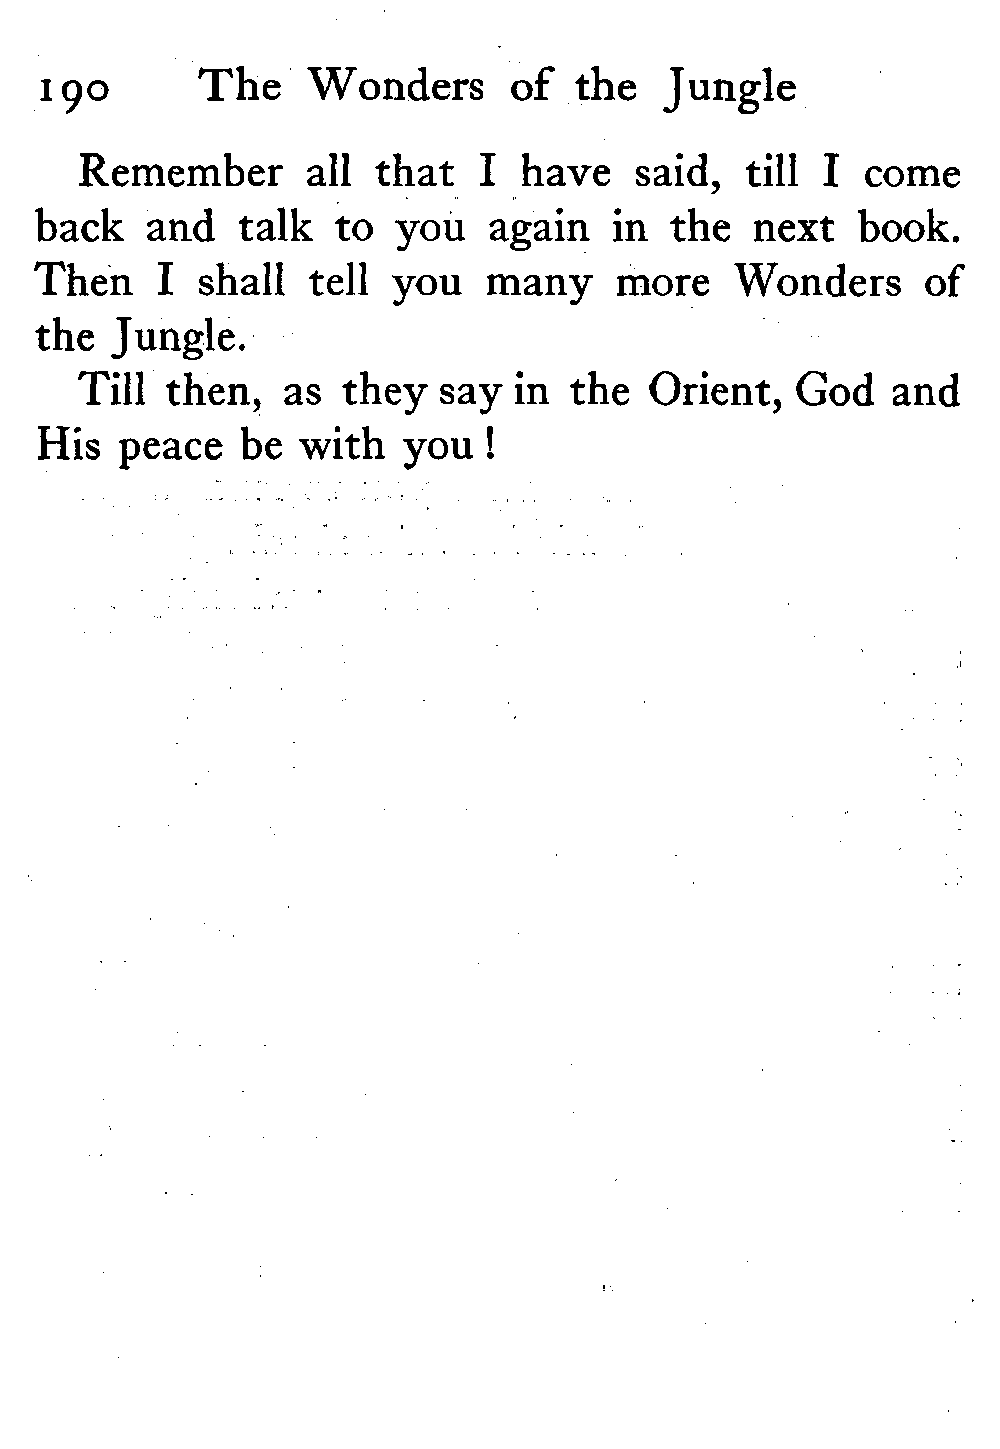 190 The Wonders of the Jungle
Remember all that I have said, till I come
back and talk to you again in the next book.
Then I shall tell you many more Wonders of
the Jungle.
Till then, as they say in the Orient, God and
His peace be with you!